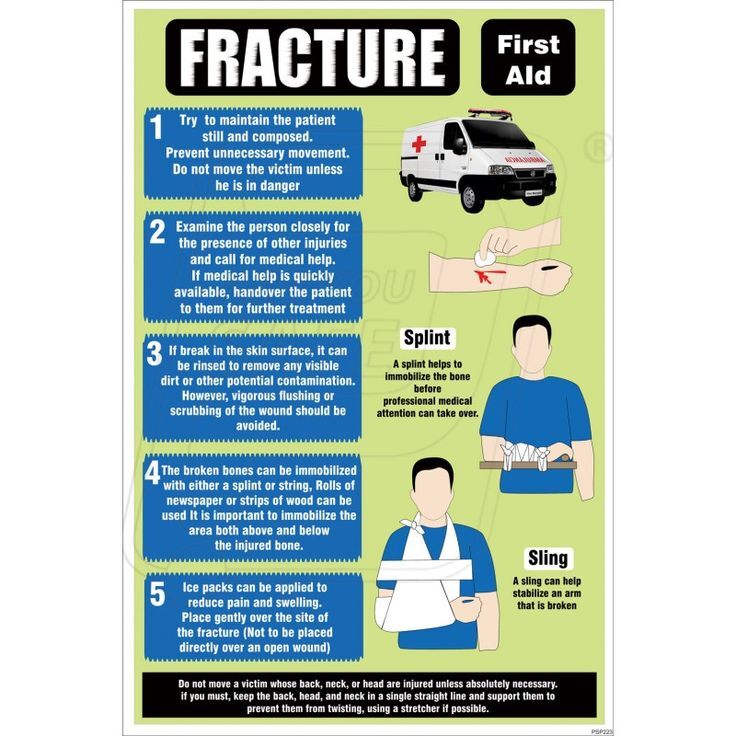 FRACTURE
First
AId
1
Try to maintain the patient
still and composed.
Prevent unnecessary movement.
Do not move the victim unless
he is in danger
AMBULANCE
2
Examine the person closely for
the presence of other injuries
and call for medical help.
If medical help is quickly
available, handover the patient
to them for further treatment
3
If break in the skin surface, it can
be rinsed to remove any visible
dirt or other potential contamination.
However, vigorous flushing or
scrubbing of the wound should be
avoided.
Splint
A splint helps to
immobilize the bone
before
professional medical
attention can take over.
4
The broken bones can be immobilized
with either a splint or string, Rolls of
newspaper or strips of wood can be
used It is important to immobilize the
area both above and below
the injured bone.
Sling
A sling can help
stabilize an arm
that is broken
5
Ice packs can be applied to
reduce pain and swelling.
Place gently over the site of
the fracture (Not to be placed
directly over an open wound)
Do not move a victim whose back, neck, or head are injured unless absolutely necessary.
if you must, keep the back, head, and neck in a single straight line and support them to
prevent them from twisting, using a stretcher if possible.
PSP223
YOU
SAFE
®